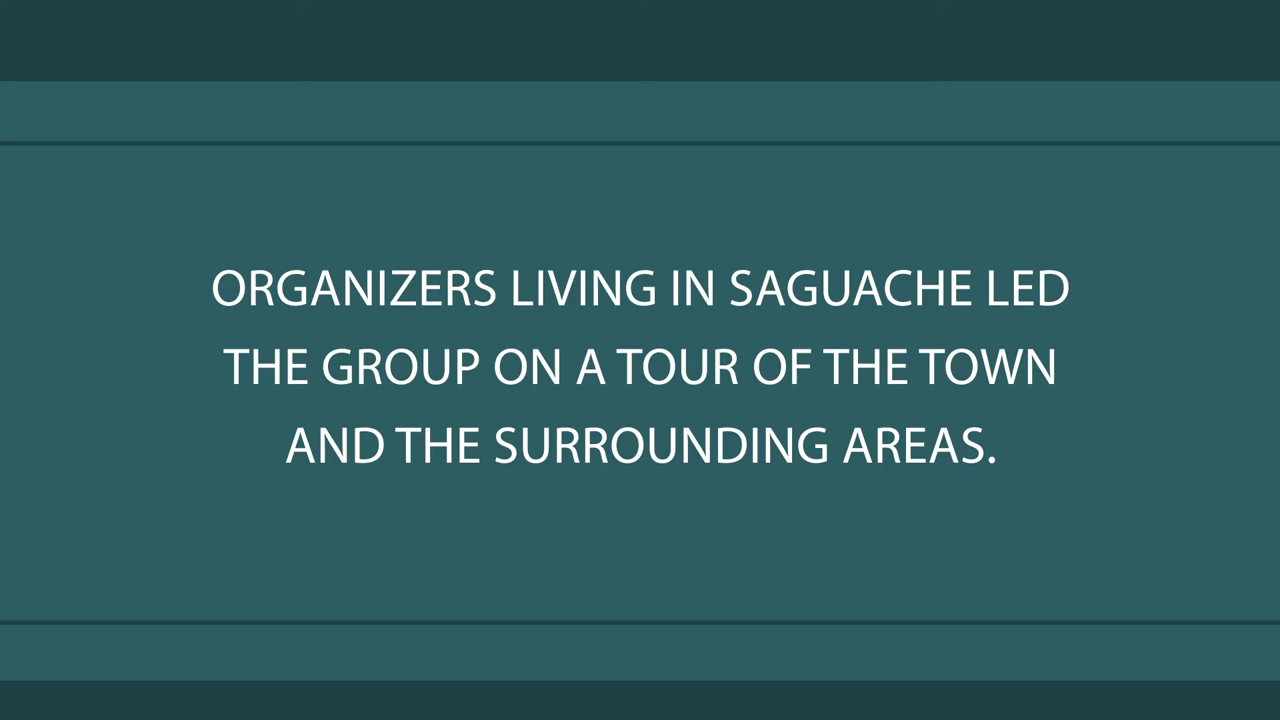 ORGANIZERS LIVING IN SAGUACHE LED
THE GROUP ON A TOUR OF THE TOWN
AND THE SURROUNDING AREAS.